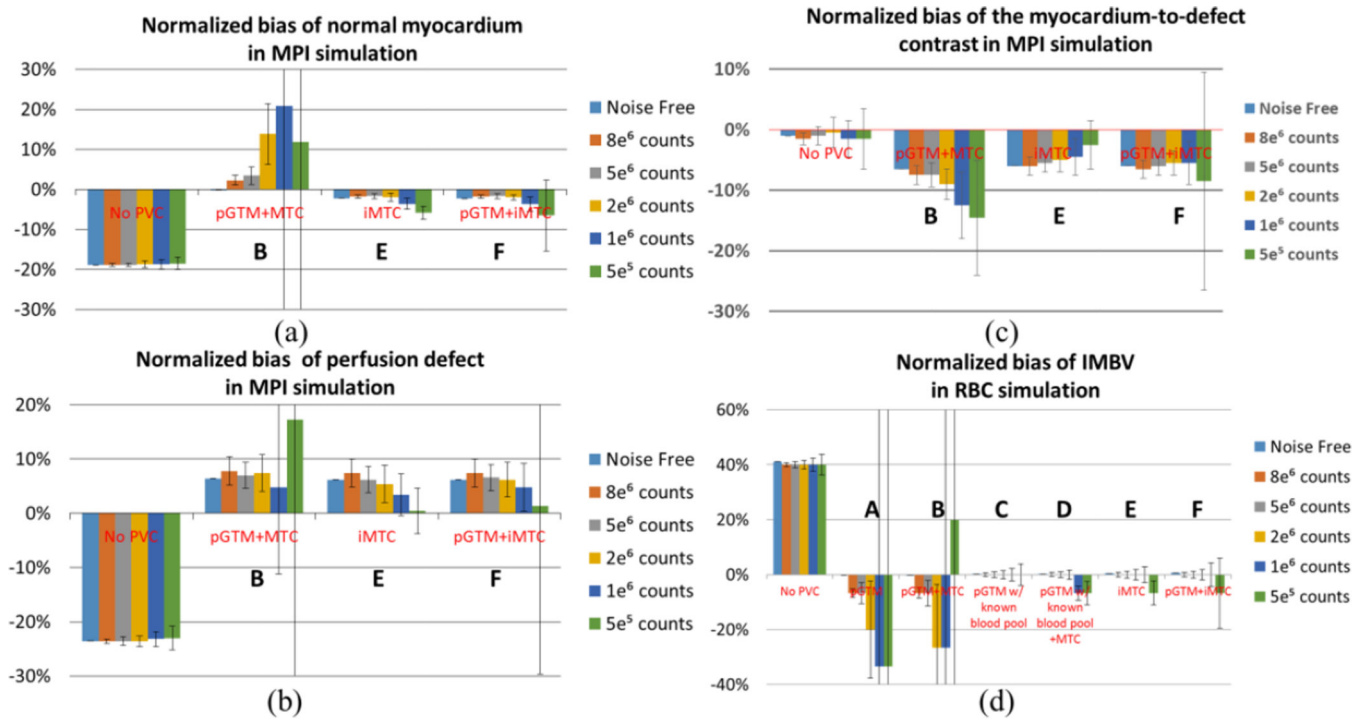 Normalized bias of normal myocardium
in MPI simulation
30%
20%
10%
0%
-10%
-20%
-30%
No PVC
pGTM+MTC
iMTC
pGTM+iMTC
B
E
F
Noise Free
8e⁶ counts
5e⁶ counts
2e⁶ counts
1e⁶ counts
5e⁵ counts
(a)
Normalized bias of the myocardium-to-defect
contrast in MPI simulation
10%
0%
-10%
-20%
-30%
No PVC
pGTM+MTC
iMTC
pGTM+iMTC
B
E
F
Noise Free
8e⁶ counts
5e⁶ counts
2e⁶ counts
1e⁶ counts
5e⁵ counts
(c)
Normalized bias of perfusion defect
in MPI simulation
20%
10%
0%
-10%
-20%
-30%
No PVC
pGTM+MTC
iMTC
pGTM+iMTC
B
E
F
Noise Free
8e⁶ counts
5e⁶ counts
2e⁶ counts
1e⁶ counts
5e⁵ counts
(b)
Normalized bias of IMBV
in RBC simulation
60%
40%
20%
0%
-20%
-40%
A
B
C
D
E
F
No PVC
pGTM
pGTM+MTC
pGTM w/
known
blood pool
pGTM w/
known
blood pool
+MTC
iMTC
pGTM+iMTC
Noise Free
8e⁶ counts
5e⁶ counts
2e⁶ counts
1e⁶ counts
5e⁵ counts
(d)